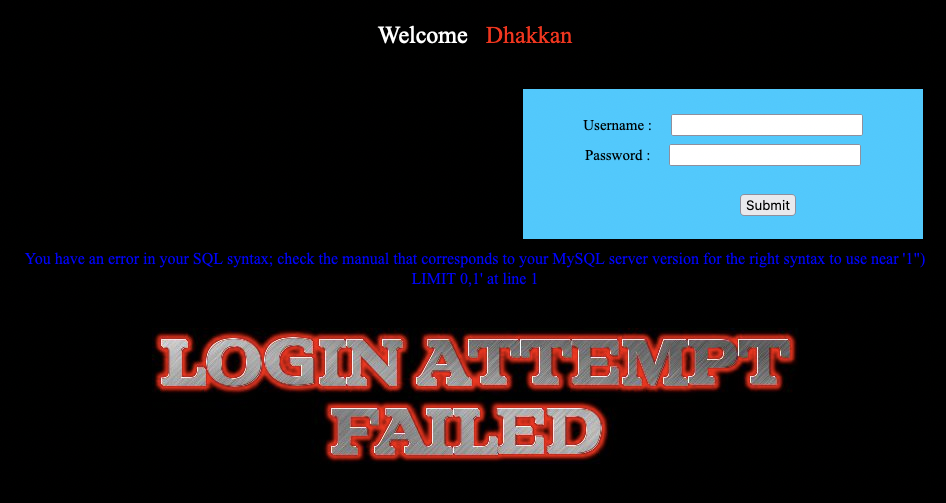 Welcome Dhakkan
Username :
Password :
Submit
You have an error in your SQL syntax; check the manual that corresponds to your MySQL server version for the right syntax to use near '1")
LIMIT 0,1' at line 1
LOGIN ATTEMPT
FAILED